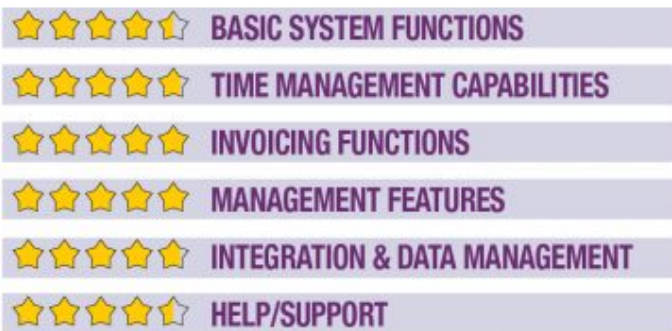 BASIC SYSTEM FUNCTIONS
TIME MANAGEMENT CAPABILITIES
INVOICING FUNCTIONS
MANAGEMENT FEATURES
INTEGRATION & DATA MANAGEMENT
HELP/SUPPORT